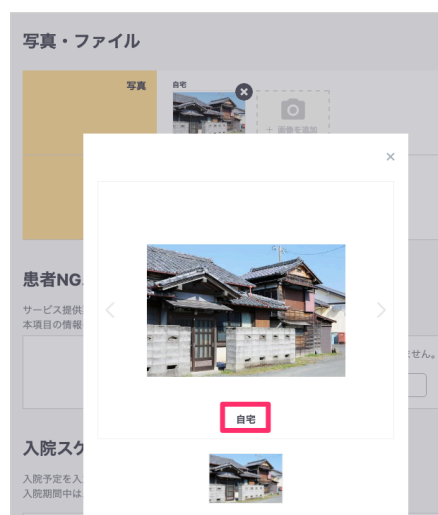 写真・ファイル
写真
自宅
+ 画像を追加
×
患者NG
サービス提供
本項目の情報
ません。
自宅
入院スケ
入院予定を入
入院期間中は